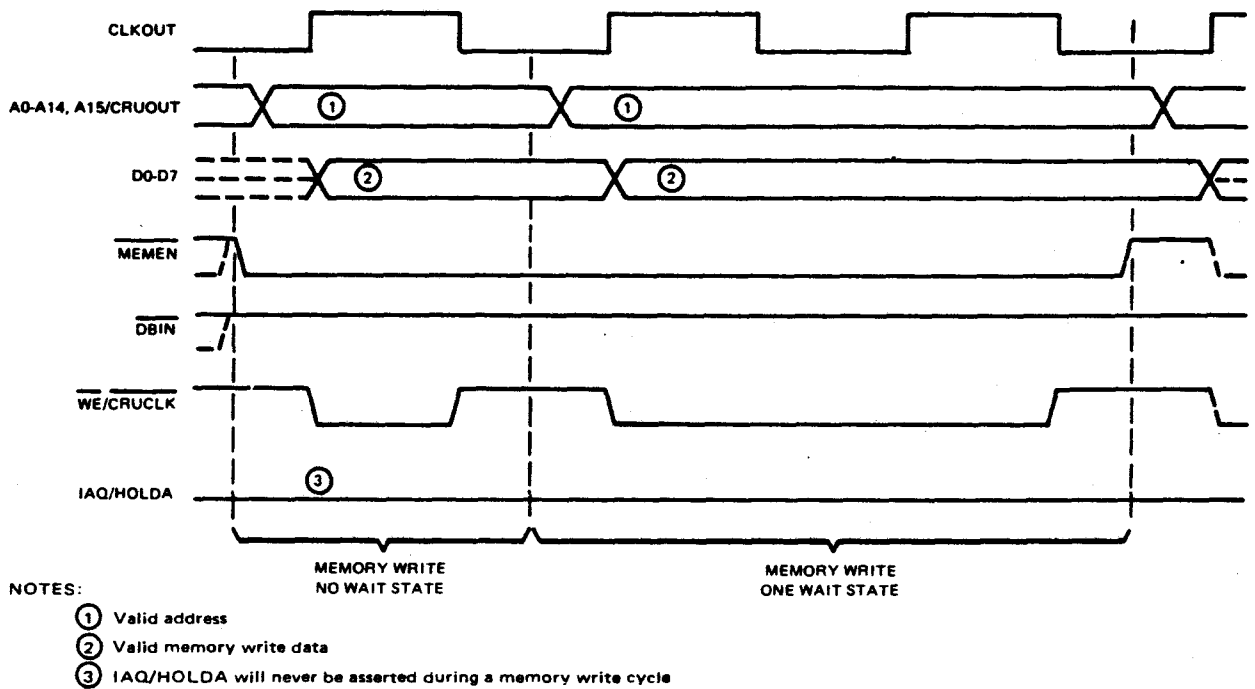 CLKOUT
A0-A14, A15/CRUOUT
① ①
D0-D7
② ②
MEMEN
DBIN
WE/CRUCLK
③
IAQ/HOLDA
MEMORY WRITE
NO WAIT STATE
MEMORY WRITE
ONE WAIT STATE
NOTES:
① Valid address
② Valid memory write data
③ IAQ/HOLDA will never be asserted during a memory write cycle